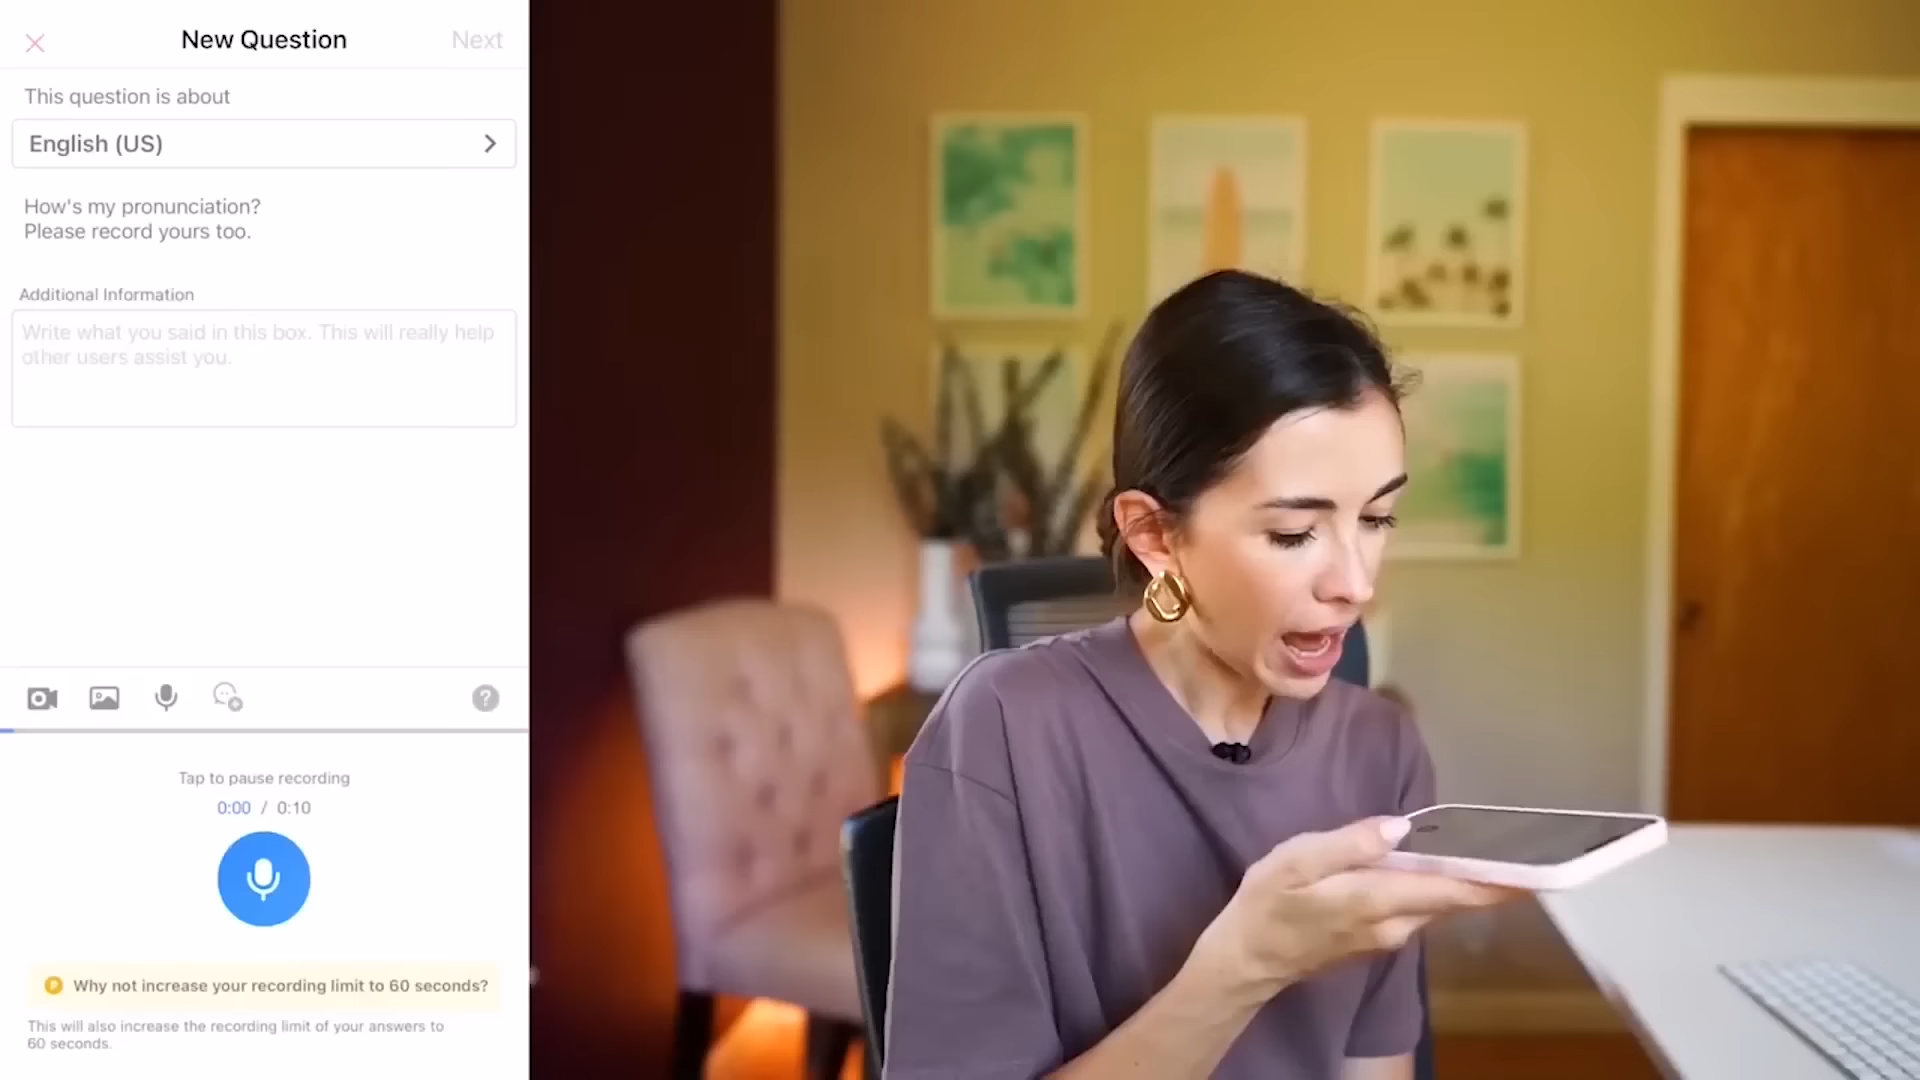 New Question
Next
This question is about
English (US)
How's my pronunciation?
Please record yours too.
Additional Information
Write what you said in this box. This will really help
other users assist you.
Tap to pause recording
0:00 / 0:10
Why not increase your recording limit to 60 seconds?
This will also increase the recording limit of your answers to
60 seconds.